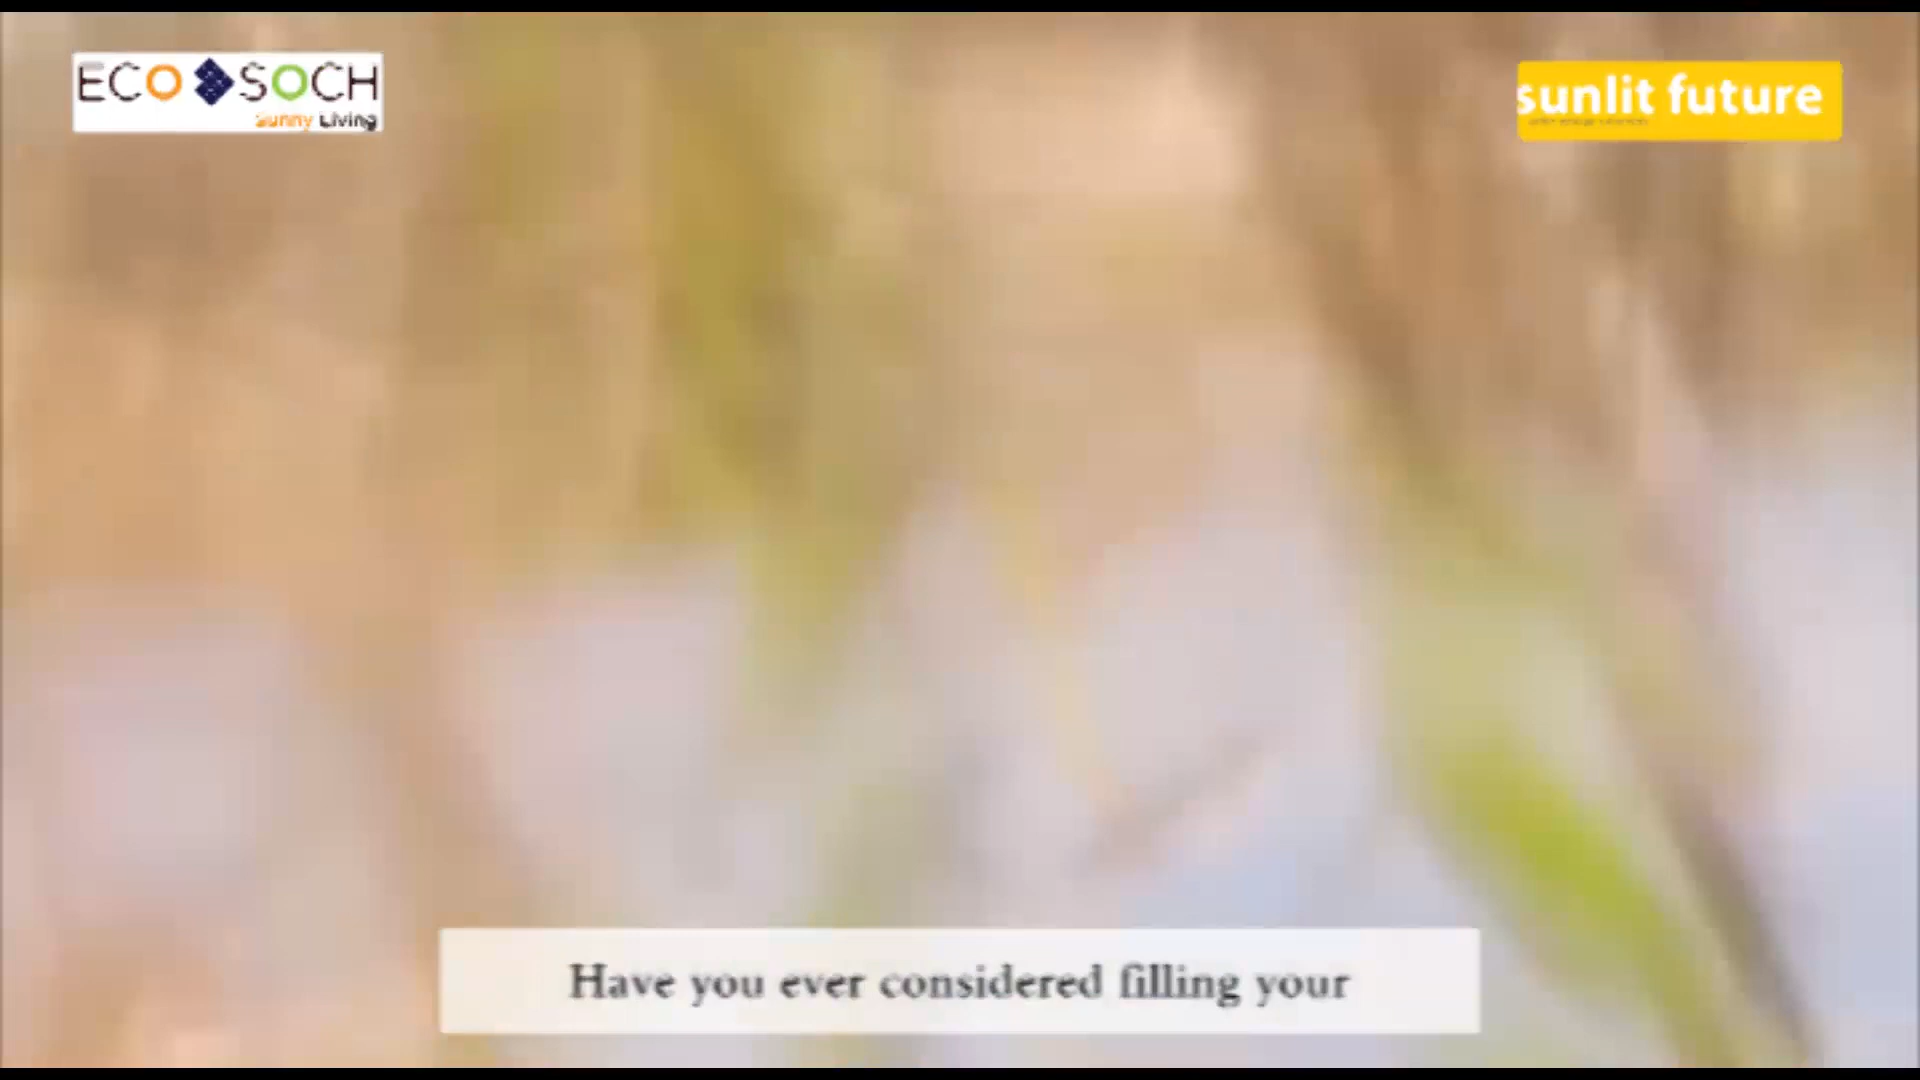 ECO SOCH
Sunny Living
sunlit future
Have you ever considered filling your